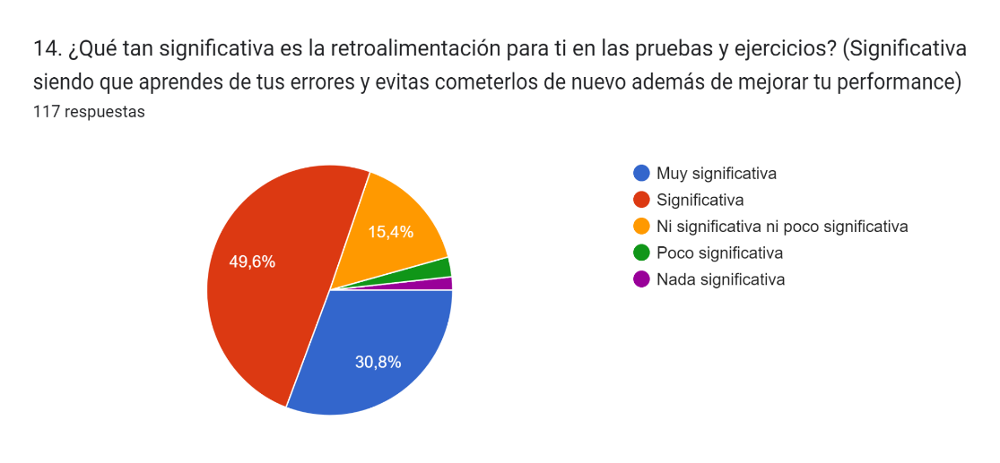 14. ¿Qué tan significativa es la retroalimentación para ti en las pruebas y ejercicios? (Significativa
siendo que aprendes de tus errores y evitas cometerlos de nuevo además de mejorar tu performance)
117 respuestas
Muy significativa
Significativa
Ni significativa ni poco significativa
Poco significativa
Nada significativa
15,4%
49,6%
30,8%